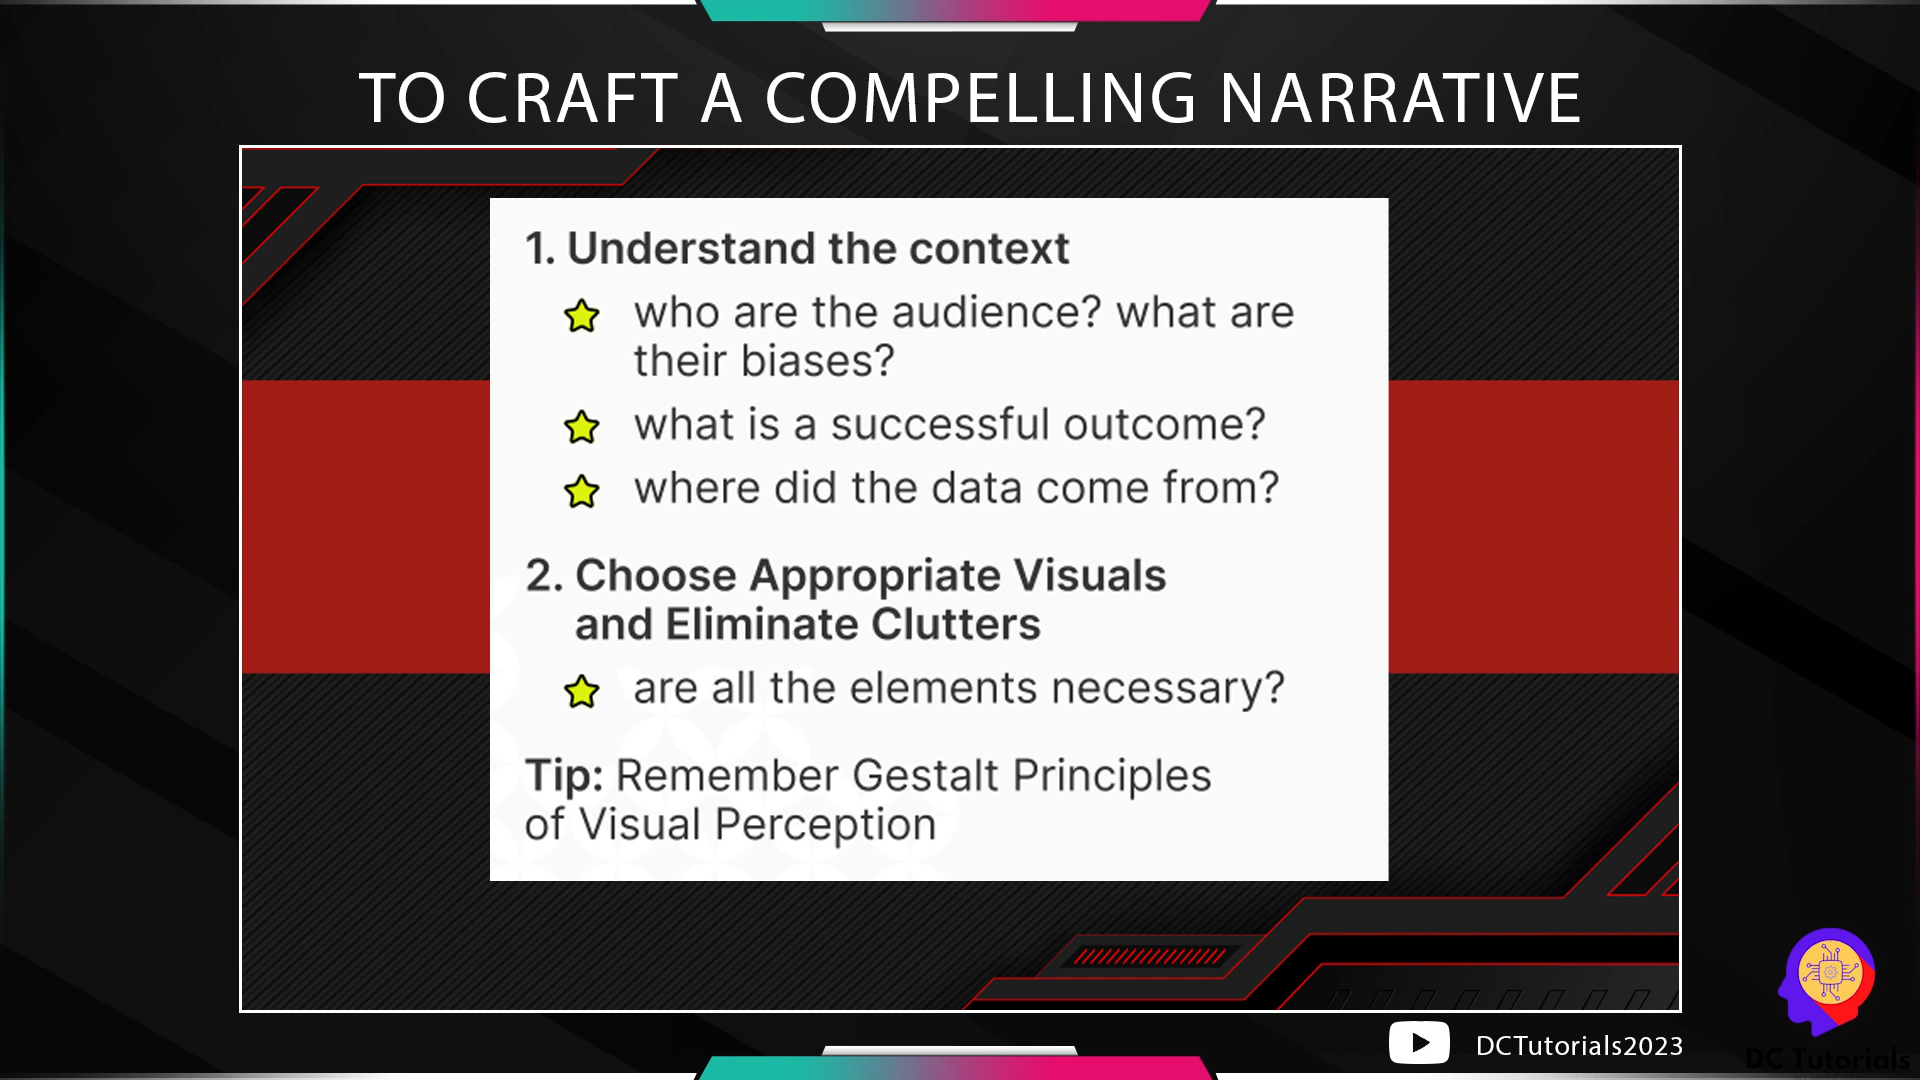 TO CRAFT A COMPELLING NARRATIVE
1. Understand the context
who are the audience? what are
their biases?
what is a successful outcome?
where did the data come from?
2. Choose Appropriate Visuals
and Eliminate Clutters
are all the elements necessary?
Tip: Remember Gestalt Principles
of Visual Perception
DCTutorials2023
DC Tutorials